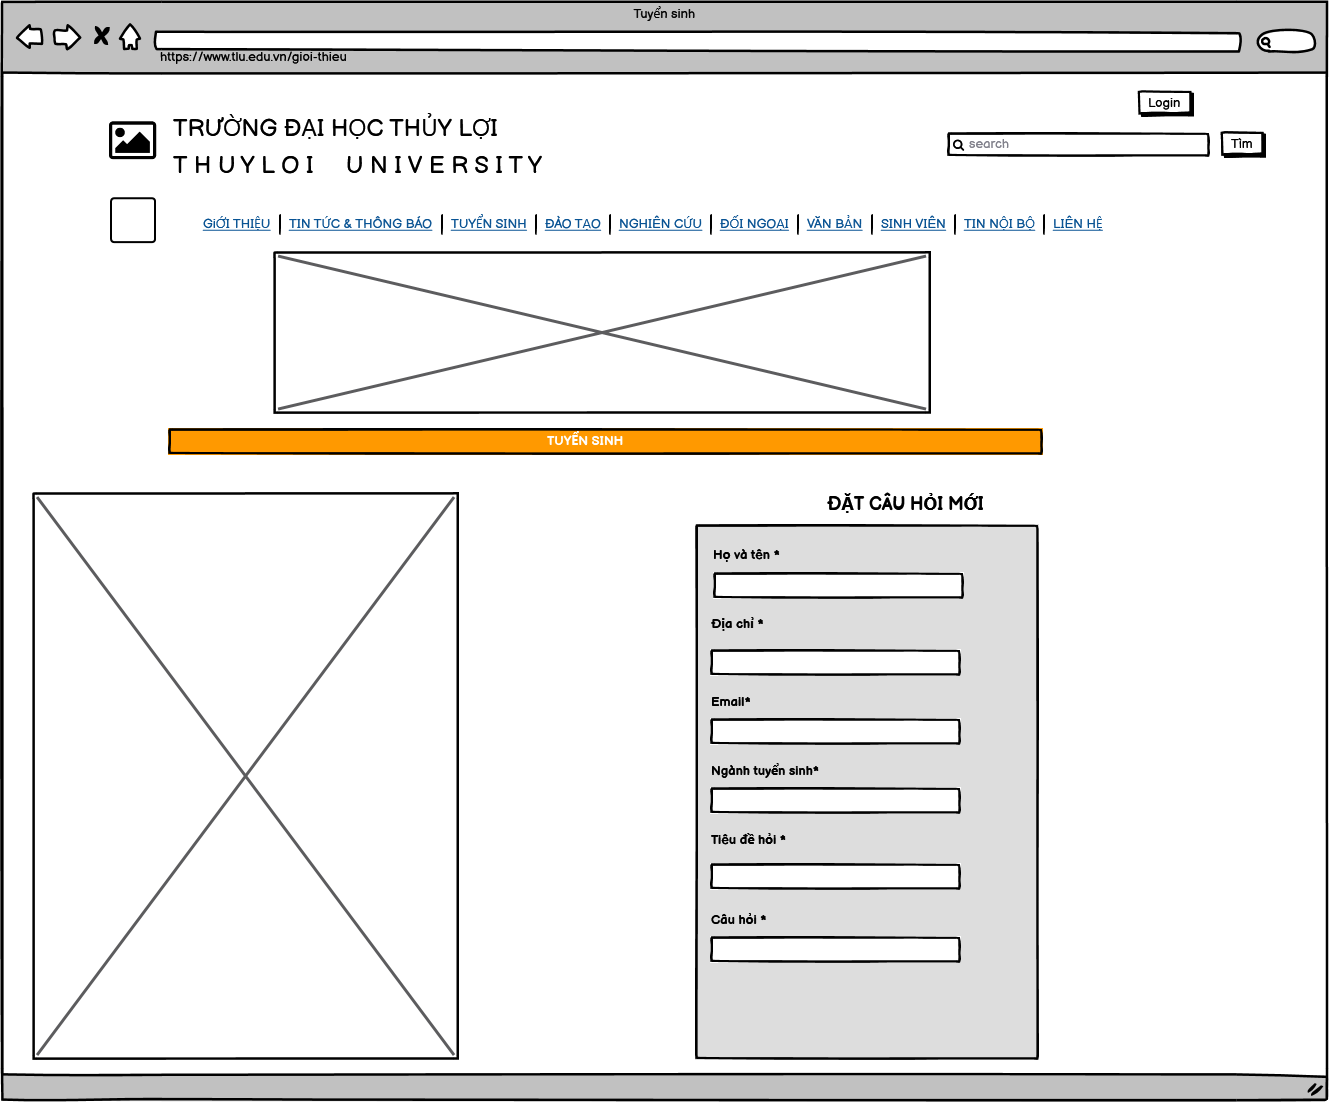 Tuyển sinh
https://www.tlu.edu.vn/gioi-thieu
Login
TRƯỜNG ĐẠI HỌC THỦY LỢI
search
Tìm
THUYLOI UNIVERSITY
GIỚI THIỆU | TIN TỨC & THÔNG BÁO | TUYỂN SINH | ĐÀO TẠO | NGHIÊN CỨU | ĐỐI NGOẠI | VĂN BẢN | SINH VIÊN | TIN NỘI BỘ | LIÊN HỆ
TUYỂN SINH
ĐẶT CÂU HỎI MỚI
Họ và tên *
Địa chỉ *
Email*
Ngành tuyển sinh*
Tiêu đề hỏi *
Câu hỏi *